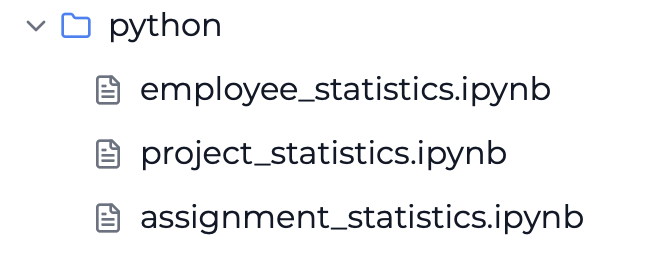 python
employee_statistics.ipynb
project_statistics.ipynb
assignment_statistics.ipynb